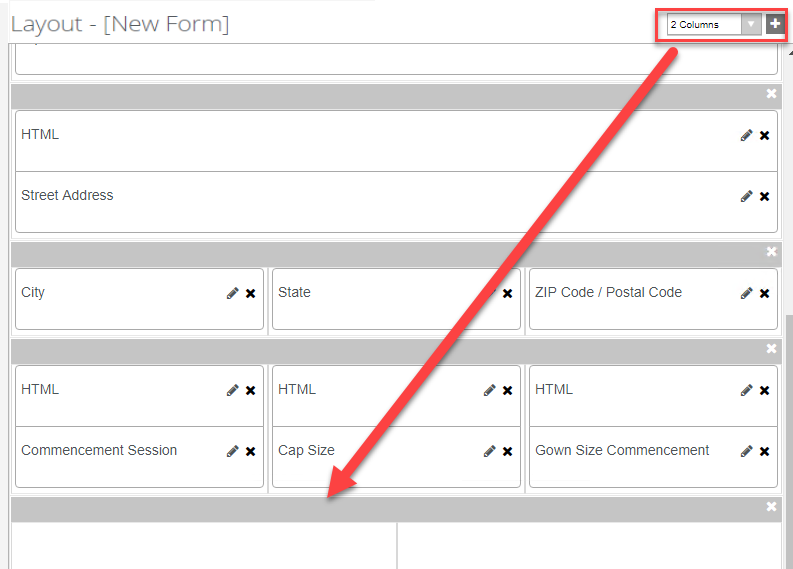 Layout - [New Form]
2 Columns
HTML
Street Address
City State ZIP Code / Postal Code
HTML HTML HTML
Commencement Session Cap Size Gown Size Commencement